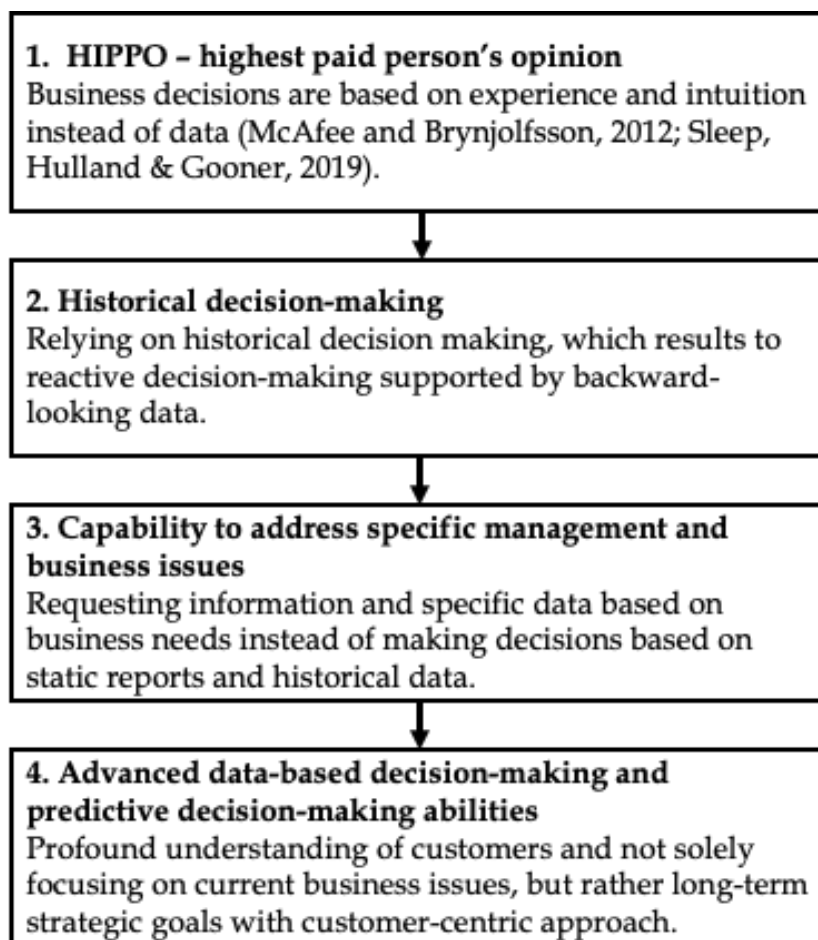 1.  HIPPO – highest paid person's opinion
Business decisions are based on experience and intuition
instead of data (McAfee and Brynjolfsson, 2012; Sleep,
Hulland & Gooner, 2019).
2. Historical decision-making
Relying on historical decision making, which results to
reactive decision-making supported by backward-
looking data.
3. Capability to address specific management and
business issues
Requesting information and specific data based on
business needs instead of making decisions based on
static reports and historical data.
4. Advanced data-based decision-making and
predictive decision-making abilities
Profound understanding of customers and not solely
focusing on current business issues, but rather long-term
strategic goals with customer-centric approach.